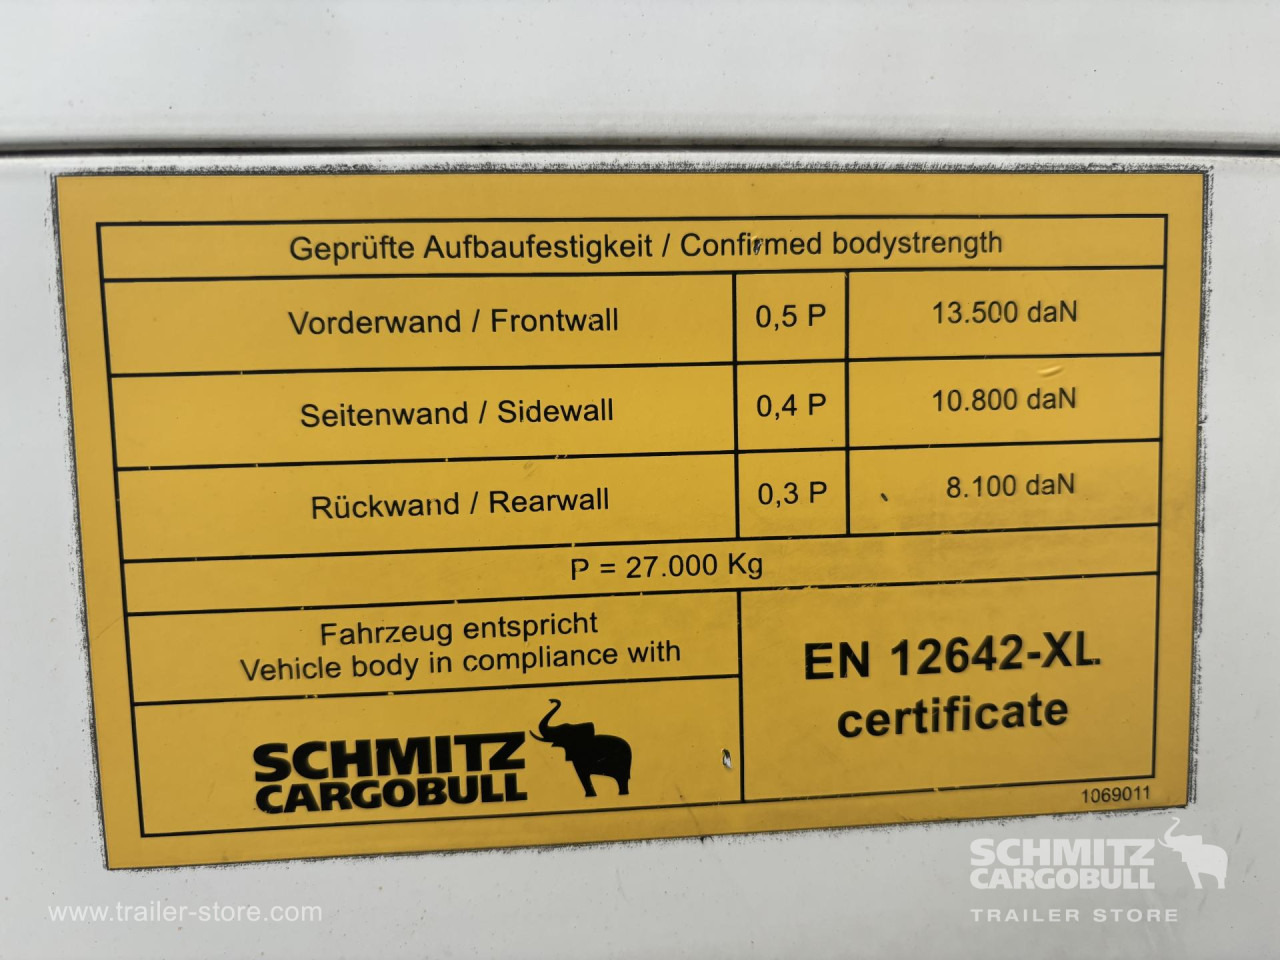 Geprüfte Aufbaufestigkeit / Confirmed bodystrength
Vorderwand / Frontwall 0,5 P 13.500 daN
Seitenwand / Sidewall 0,4 P 10.800 daN
Rückwand / Rearwall 0,3 P 8.100 daN
P = 27.000 Kg
Fahrzeug entspricht
Vehicle body in compliance with
EN 12642-XL
certificate
SCHMITZ
CARGOBULL
1069011
SCHMITZ
CARGOBULL
TRAILER STORE
www.trailer-store.com